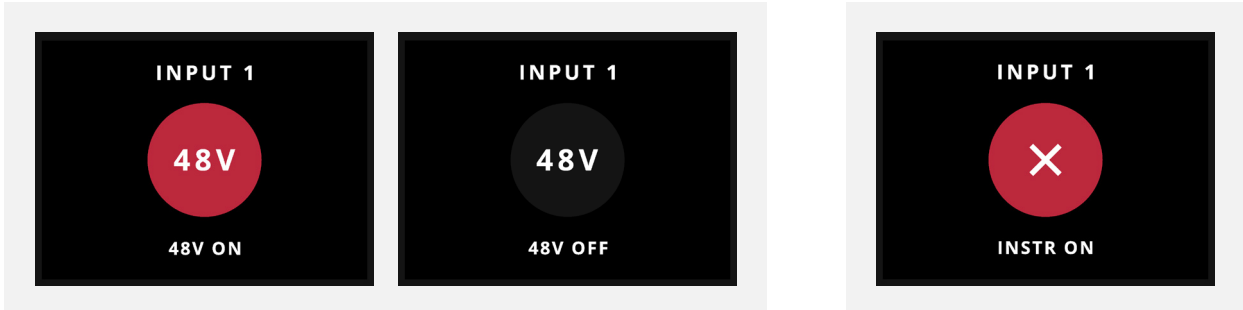 INPUT 1
48V
48V ON
INPUT 1
48V
48V OFF
INPUT 1
INSTR ON